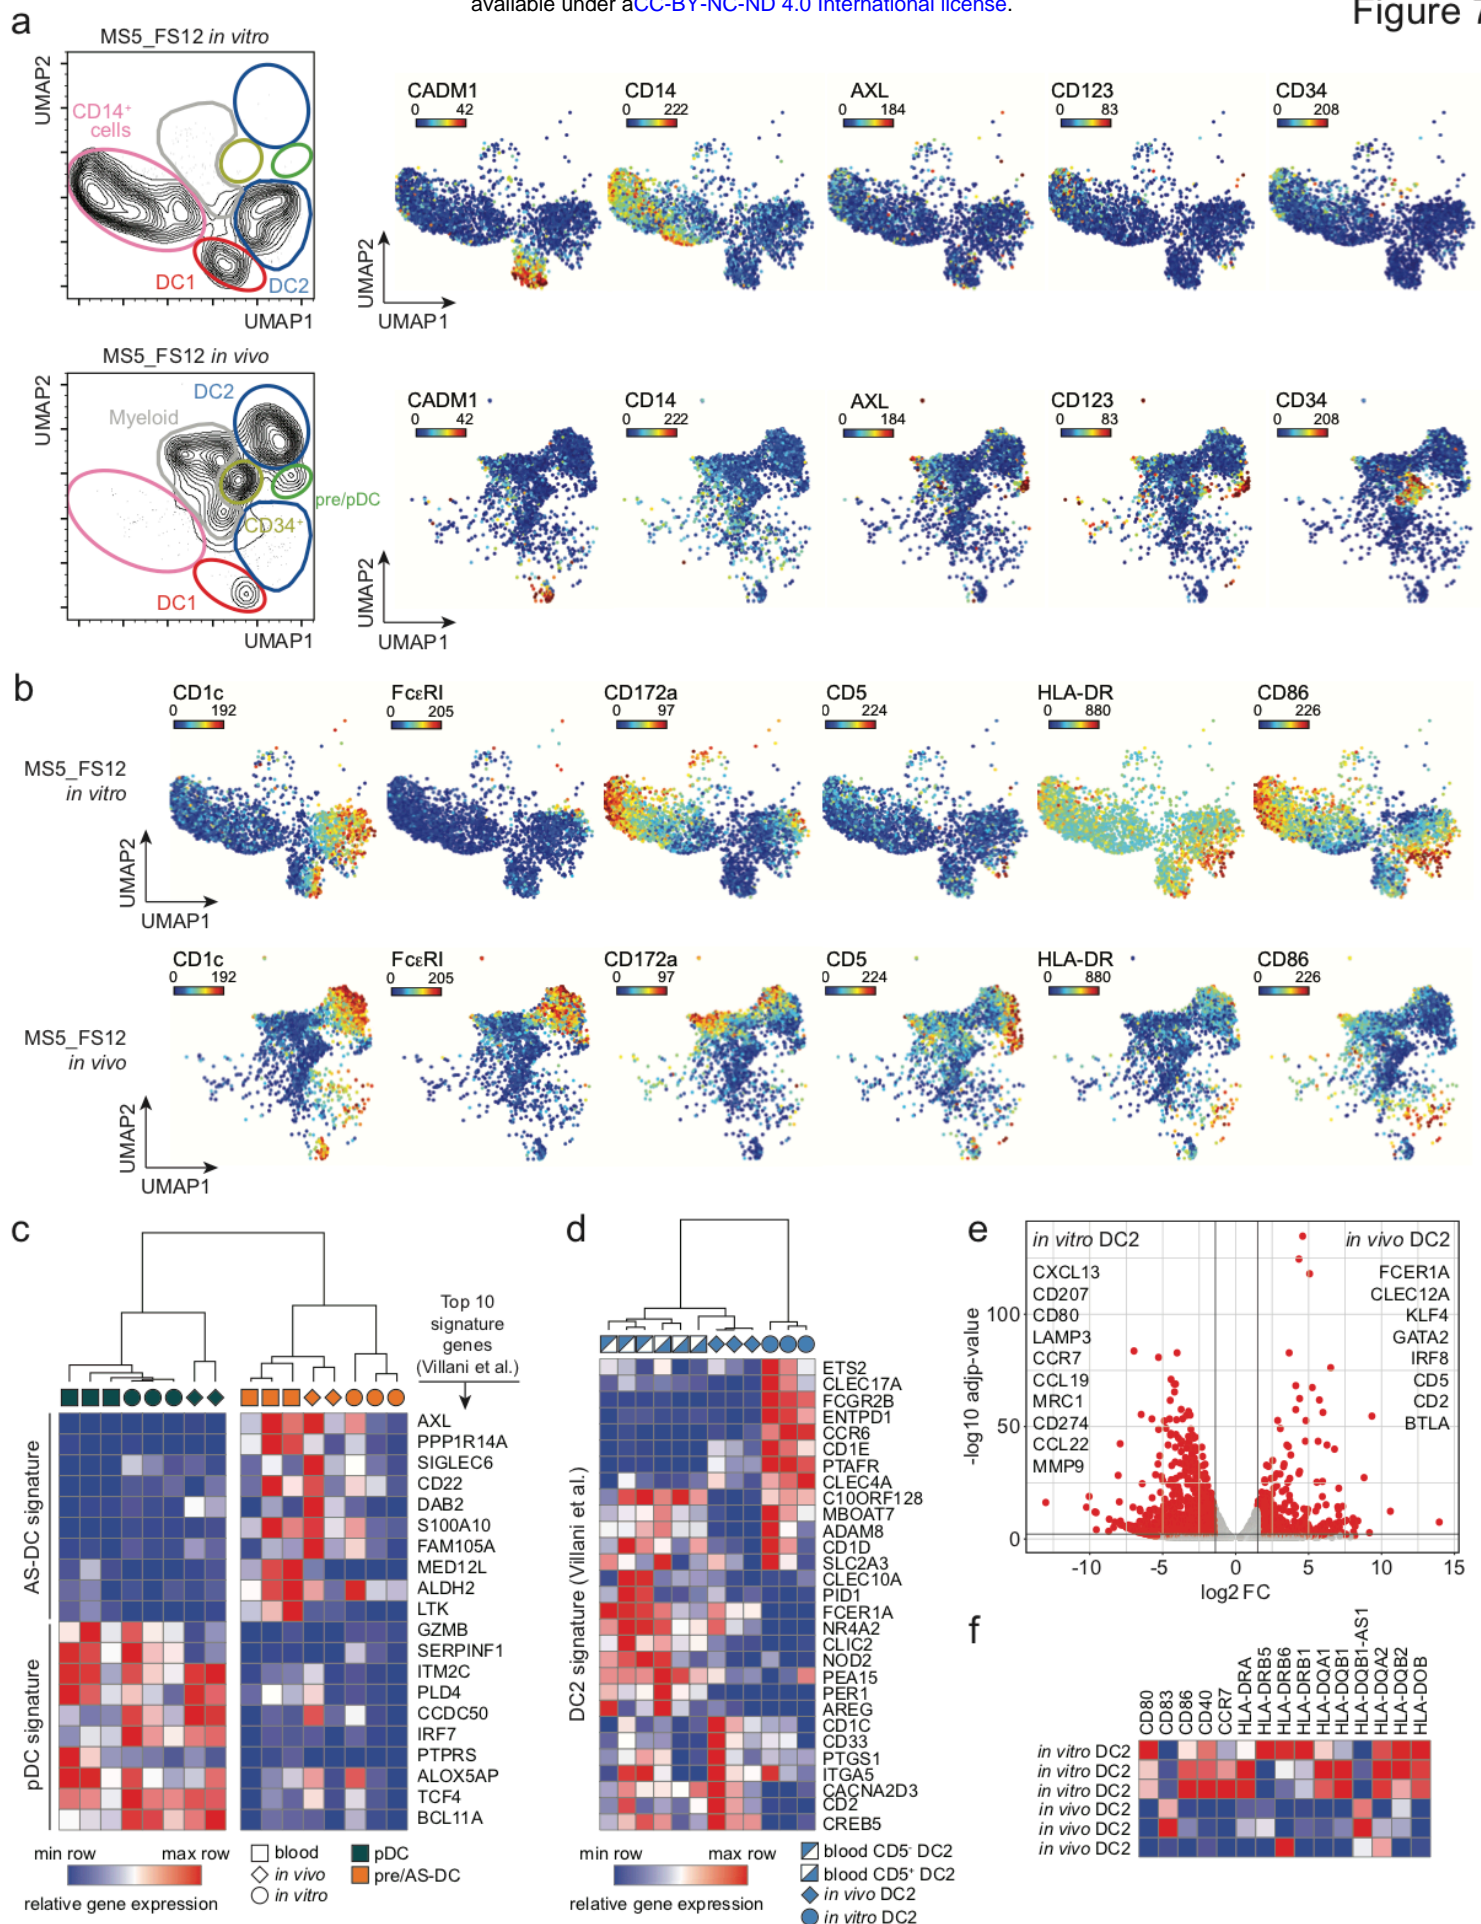 available under aCC-BY-NC-ND 4.0 International license.
Figure 7
a
MS5_FS12 in vitro
UMAP2
CD14+
cells
DC1
DC2
UMAP1
CADM1
0 42
CD14
0 222
AXL
0 184
CD123
0 83
CD34
0 208
UMAP2
UMAP1
MS5_FS12 in vivo
UMAP2
DC2
Myeloid
pre/pDC
CD34+
DC1
UMAP1
CADM1
0 42
CD14
0 222
AXL
0 184
CD123
0 83
CD34
0 208
UMAP2
UMAP1
b
MS5_FS12
in vitro
CD1c
0 192
FcεRI
0 205
CD172a
0 97
CD5
0 224
HLA-DR
0 880
CD86
0 226
UMAP2
UMAP1
MS5_FS12
in vivo
CD1c
0 192
FcεRI
0 205
CD172a
0 97
CD5
0 224
HLA-DR
0 880
CD86
0 226
UMAP2
UMAP1
c
Top 10
signature
genes
(Villani et al.)
AS-DC signature
AXL
PPP1R14A
SIGLEC6
CD22
DAB2
S100A10
FAM105A
MED12L
ALDH2
LTK
pDC signature
GZMB
SERPINF1
ITM2C
PLD4
CCDC50
IRF7
PTPRS
ALOX5AP
TCF4
BCL11A
min row max row
relative gene expression
blood
in vivo
in vitro
pDC
pre/AS-DC
d
DC2 signature (Villani et al.)
ETS2
CLEC17A
FCGR2B
ENTPD1
CCR6
CD1E
PTAFR
CLEC4A
C10ORF128
MBOAT7
ADAM8
CD1D
SLC2A3
CLEC10A
PID1
FCER1A
NR4A2
CLIC2
NOD2
PEA15
PER1
AREG
CD1C
CD33
PTGS1
ITGA5
CACNA2D3
CD2
CREB5
min row max row
relative gene expression
blood CD5- DC2
blood CD5+ DC2
in vivo DC2
in vitro DC2
e
in vitro DC2
CXCL13
CD207
CD80
LAMP3
CCR7
CCL19
MRC1
CD274
CCL22
MMP9
in vivo DC2
FCER1A
CLEC12A
KLF4
GATA2
IRF8
CD5
CD2
BTLA
-log10 adjp-value
100
50
0
-10 -5 0 5 10 15
log2 FC
f
CD80
CD83
CD86
CD40
CCR7
HLA-DRA
HLA-DRB5
HLA-DRB6
HLA-DRB1
HLA-DQA1
HLA-DQB1
HLA-DQB1-AS1
HLA-DQA2
HLA-DQB2
HLA-DOB
in vitro DC2
in vitro DC2
in vitro DC2
in vivo DC2
in vivo DC2
in vivo DC2